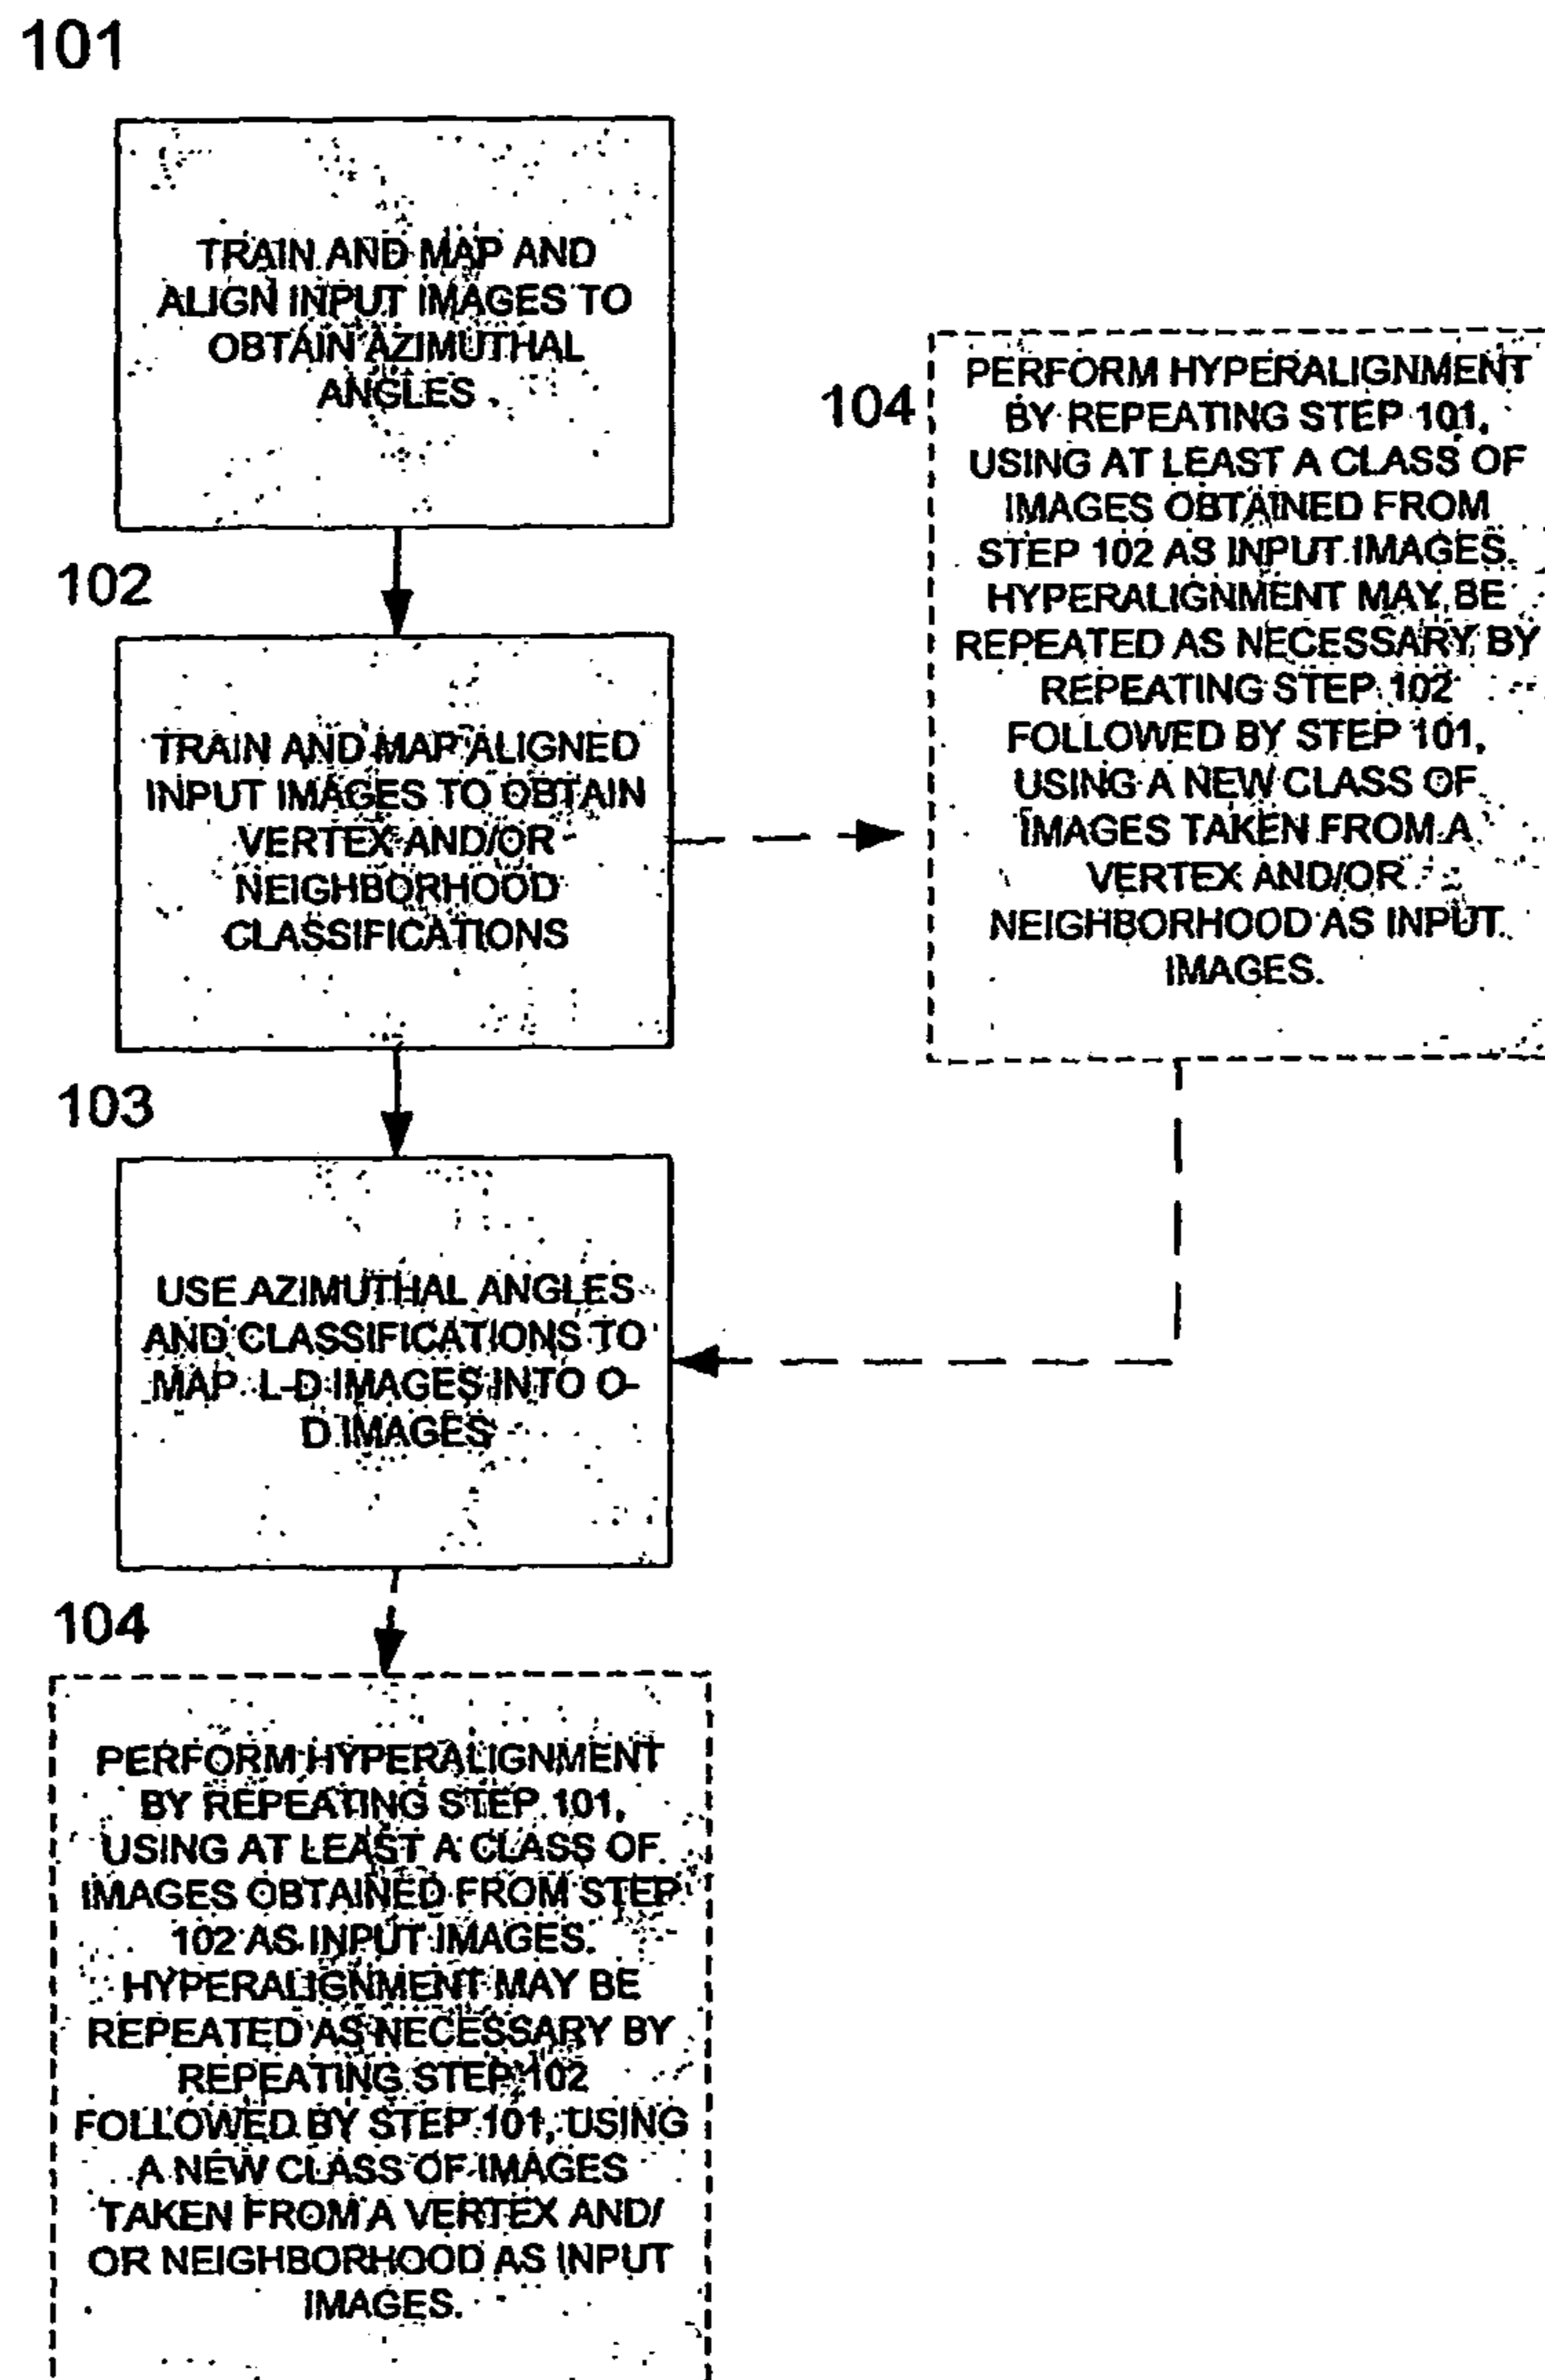 101
TRAIN AND MAP AND
ALIGN INPUT IMAGES TO
OBTAIN AZIMUTHAL
ANGLES
102
TRAIN AND MAP ALIGNED
INPUT IMAGES TO OBTAIN
VERTEX AND/OR
NEIGHBORHOOD
CLASSIFICATIONS
104
PERFORM HYPERALIGNMENT
BY REPEATING STEP 101,
USING AT LEAST A CLASS OF
IMAGES OBTAINED FROM
STEP 102 AS INPUT IMAGES.
HYPERALIGNMENT MAY BE
REPEATED AS NECESSARY BY
REPEATING STEP 102
FOLLOWED BY STEP 101,
USING A NEW CLASS OF
IMAGES TAKEN FROM A
VERTEX AND/OR
NEIGHBORHOOD AS INPUT
IMAGES.
103
USE AZIMUTHAL ANGLES
AND CLASSIFICATIONS TO
MAP L-D IMAGES INTO O-
D IMAGES
104
PERFORM HYPERALIGNMENT
BY REPEATING STEP 101,
USING AT LEAST A CLASS OF
IMAGES OBTAINED FROM STEP
102 AS INPUT IMAGES.
HYPERALIGNMENT MAY BE
REPEATED AS NECESSARY BY
REPEATING STEP 102
FOLLOWED BY STEP 101, USING
A NEW CLASS OF IMAGES
TAKEN FROM A VERTEX AND/
OR NEIGHBORHOOD AS INPUT
IMAGES.